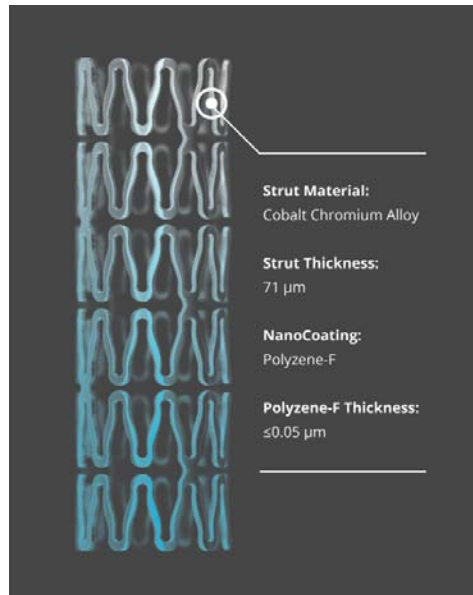 Strut Material:
Cobalt Chromium Alloy
Strut Thickness:
71 μm
NanoCoating:
Polyzene-F
Polyzene-F Thickness:
≤0.05 μm